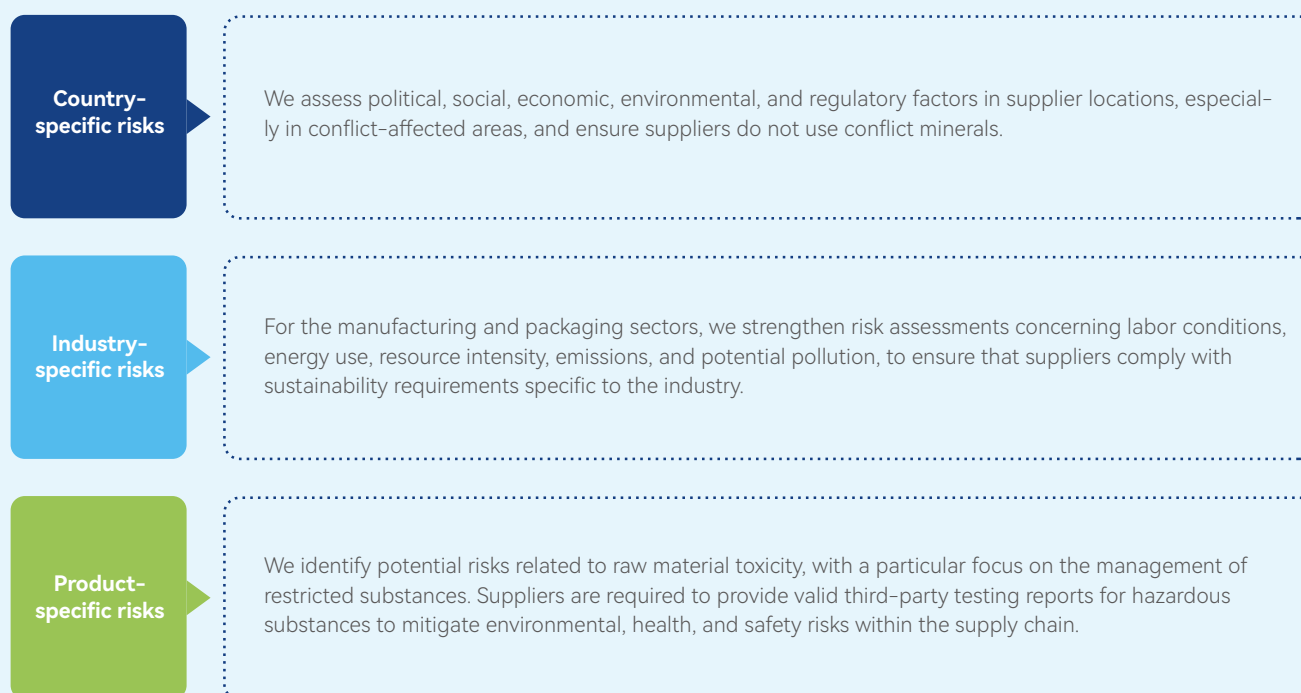 Country-
specific risks
We assess political, social, economic, environmental, and regulatory factors in supplier locations, especial-
ly in conflict-affected areas, and ensure suppliers do not use conflict minerals.
Industry-
specific risks
For the manufacturing and packaging sectors, we strengthen risk assessments concerning labor conditions,
energy use, resource intensity, emissions, and potential pollution, to ensure that suppliers comply with
sustainability requirements specific to the industry.
Product-
specific risks
We identify potential risks related to raw material toxicity, with a particular focus on the management of
restricted substances. Suppliers are required to provide valid third-party testing reports for hazardous
substances to mitigate environmental, health, and safety risks within the supply chain.